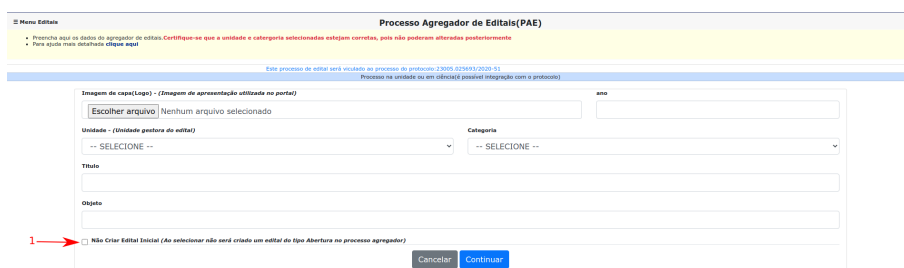 ☰ Menu Editais
Processo Agregador de Editais(PAE)
Preencha aqui os dados do agregador de editais.Certifique-se que a unidade e catergoria selecionadas estejam corretas, pois não poderam alteradas posteriormente
Para ajuda mais detalhada clique aqui
Este processo de edital será viculado ao processo do protocolo:23005.025693/2020-51
Processo na unidade ou em ciência(é possível integração com o protocolo)
Imagem de capa(Logo) - (Imagem de apresentação utilizada no portal)
ano
Escolher arquivo Nenhum arquivo selecionado
Unidade - (Unidade gestora do edital)
Categoria
-- SELECIONE --
-- SELECIONE --
Titulo
Objeto
1
Não Criar Edital Inicial (Ao selecionar não será criado um edital do tipo Abertura no processo agregador)
Cancelar
Continuar